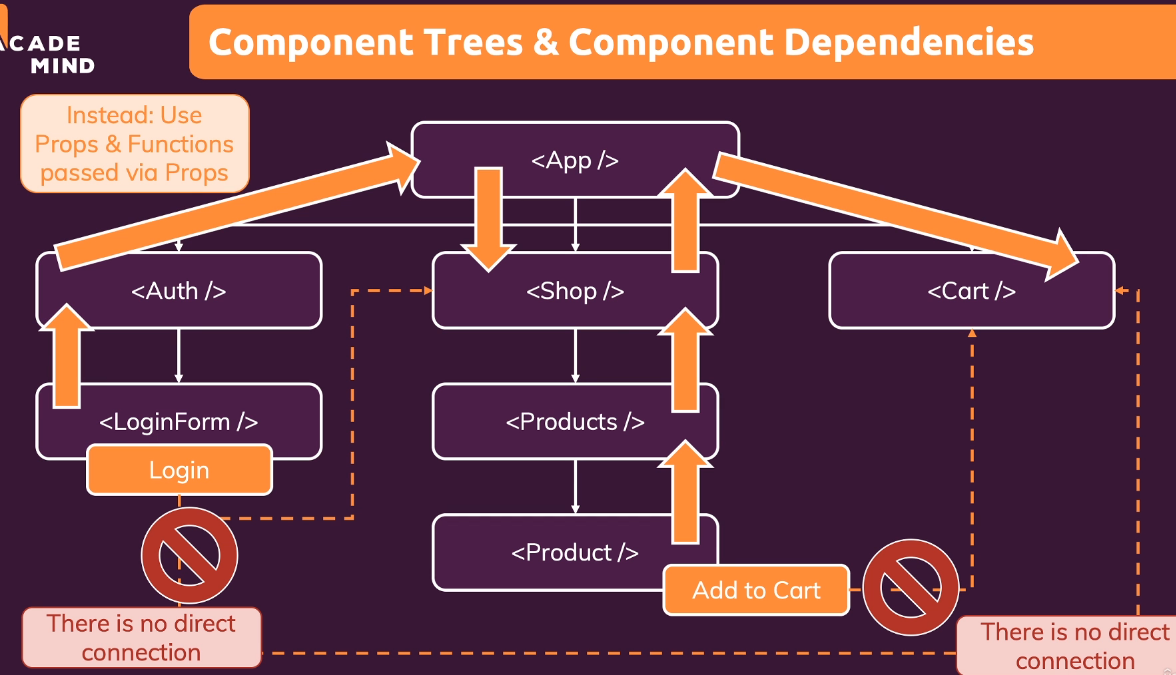 ACADE
MIND
Component Trees & Component Dependencies
Instead: Use
Props & Functions
passed via Props
<App />
<Auth />
<Shop />
<Cart />
<LoginForm />
<Products />
Login
<Product />
Add to Cart
There is no direct
connection
There is no direct
connection